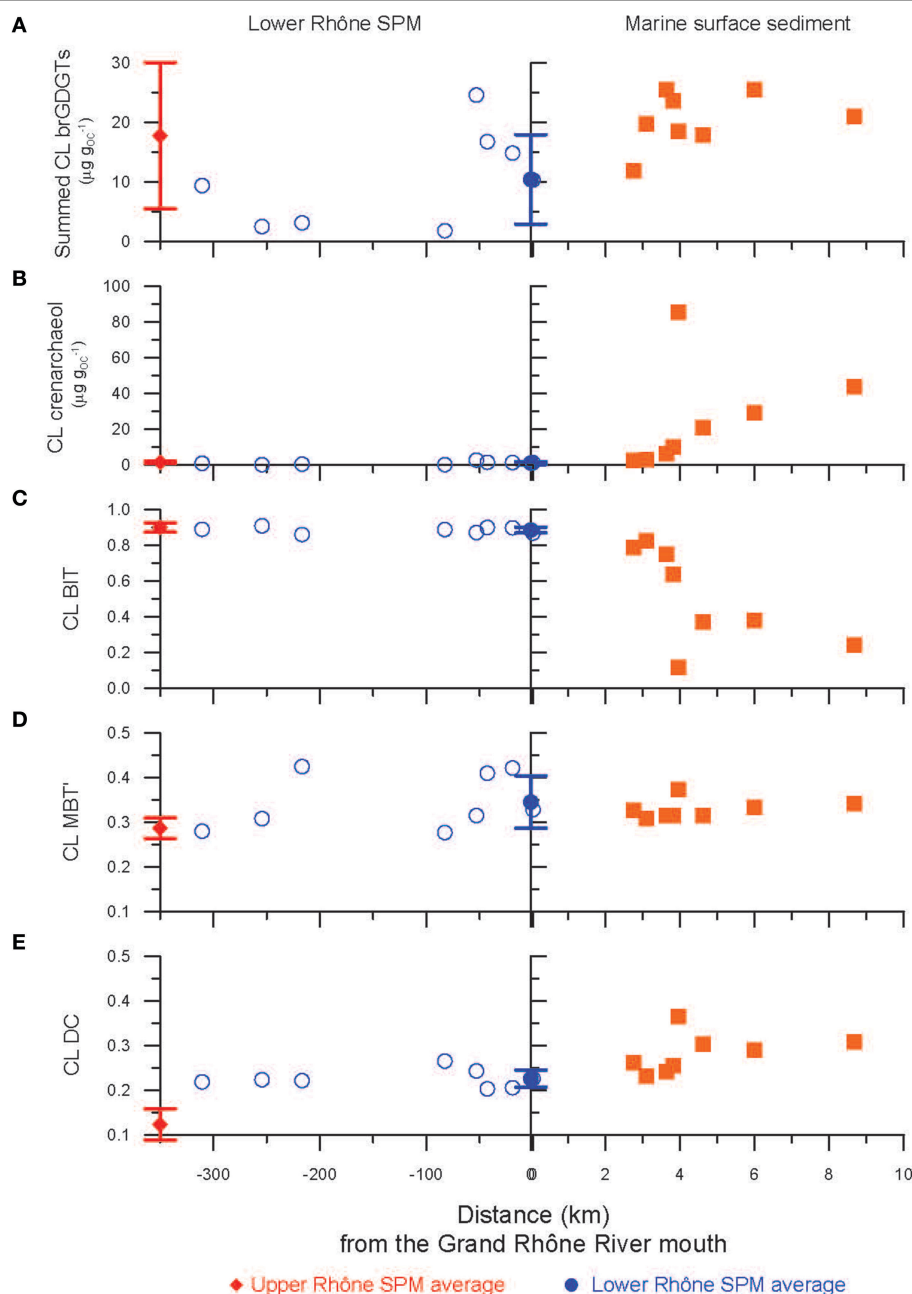 Lower Rhône SPM
Marine surface sediment
A
Summed CL brGDGTs
(µg gOC-1)
30
20
10
0
B
CL crenarchaeol
(µg gOC-1)
100
80
60
40
20
0
C
CL BIT
1.0
0.8
0.6
0.4
0.2
0.0
D
CL MBT'
0.5
0.4
0.3
0.2
0.1
E
CL DC
0.5
0.4
0.3
0.2
0.1
-300 -200 -100 0 0 2 4 6 8 10
Distance (km)
from the Grand Rhône River mouth
Upper Rhône SPM average
Lower Rhône SPM average